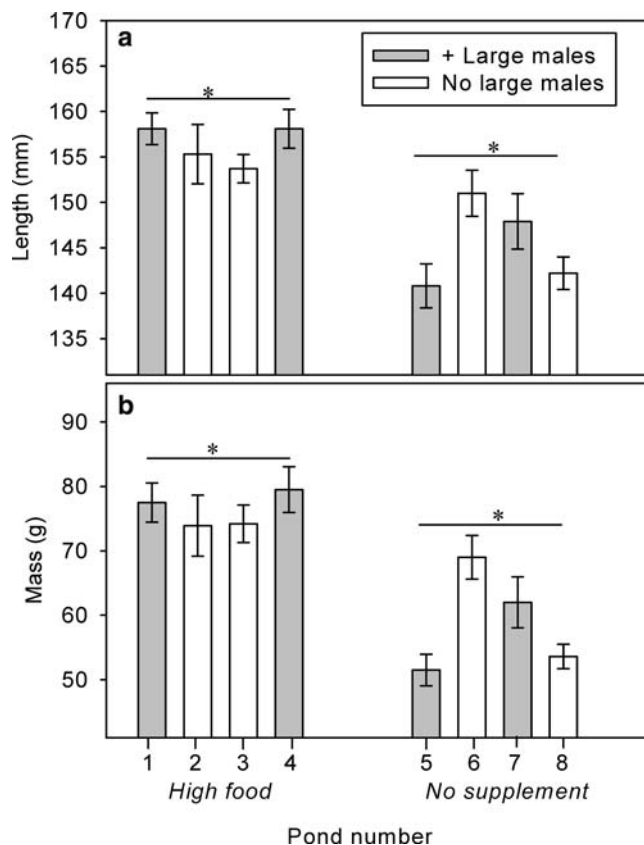 a
+ Large males
No large males
170
165
160
155
150
145
140
135
Length (mm)
*
*
b
90
80
70
60
50
Mass (g)
*
*
1 2 3 4 5 6 7 8
High food No supplement
Pond number